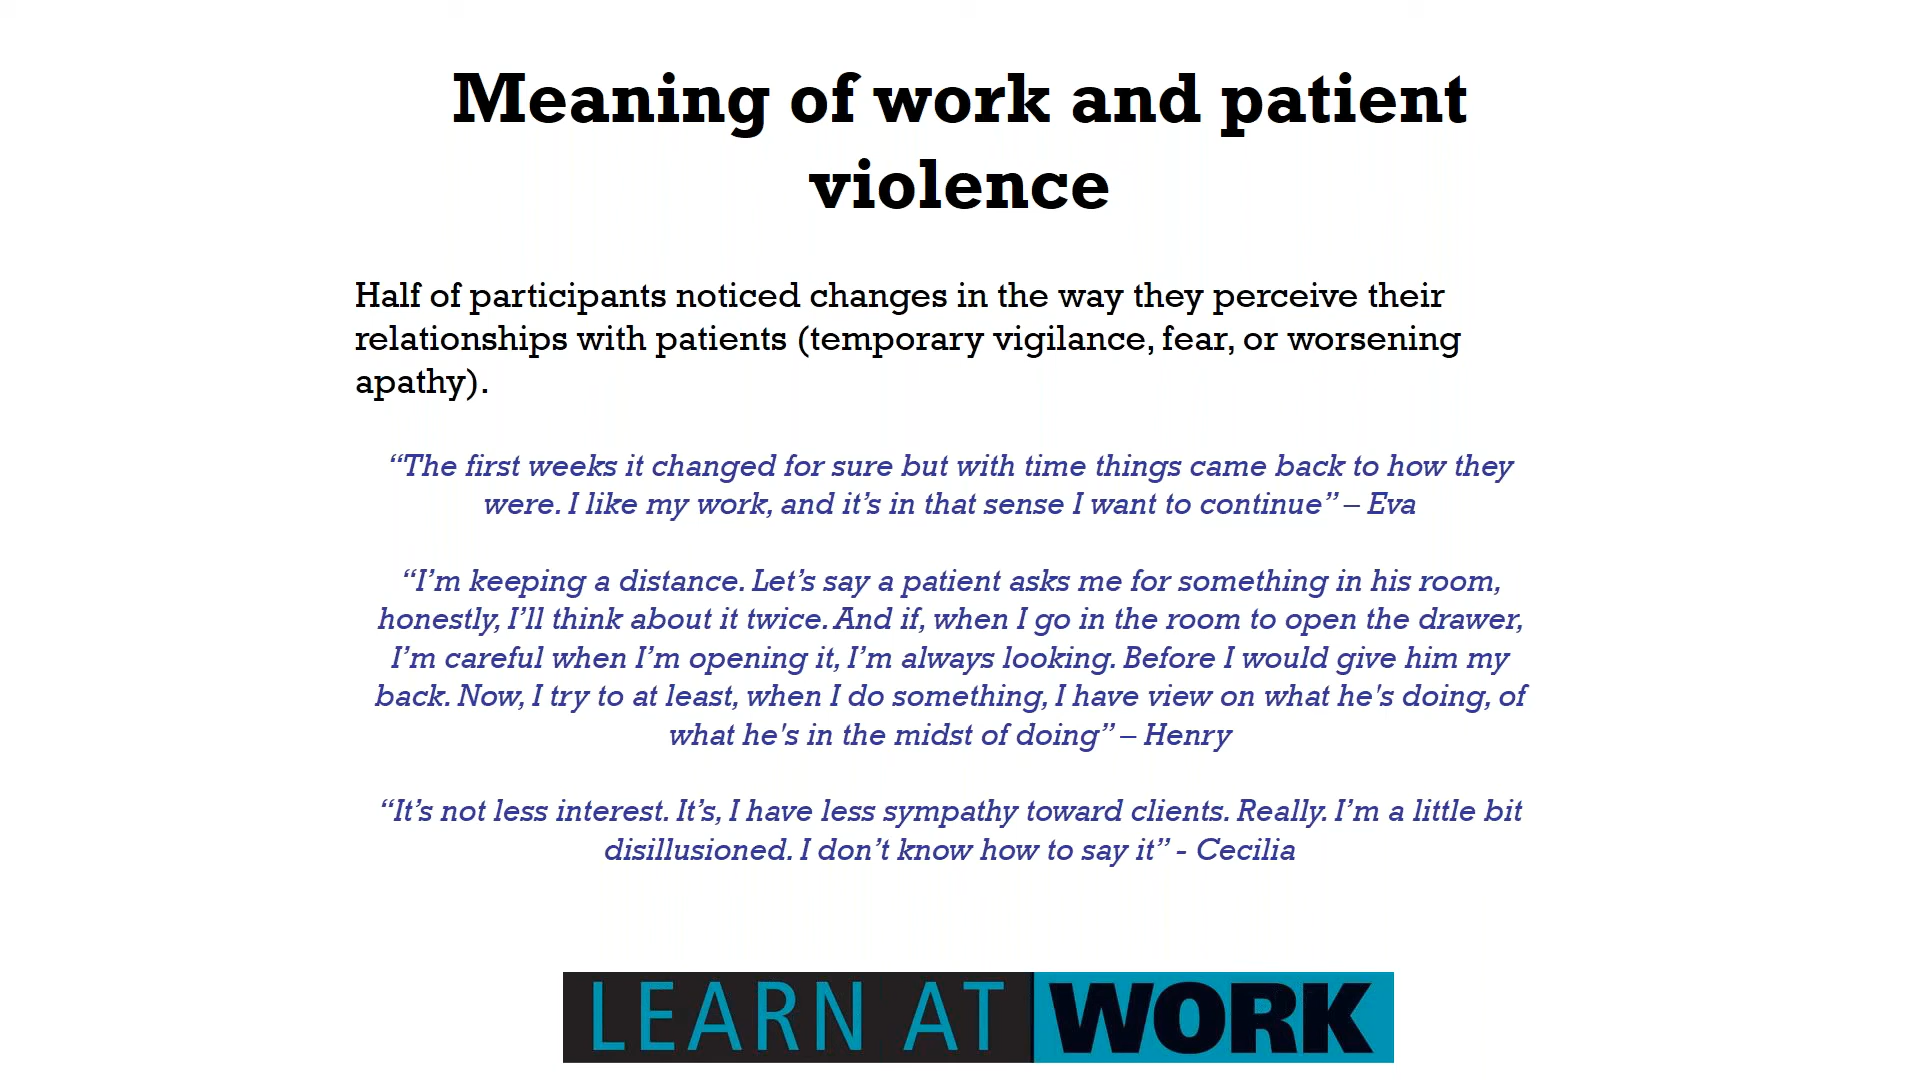 Meaning of work and patient
violence
Half of participants noticed changes in the way they perceive their
relationships with patients (temporary vigilance, fear, or worsening
apathy).
“The first weeks it changed for sure but with time things came back to how they
were. I like my work, and it’s in that sense I want to continue” – Eva
“I’m keeping a distance. Let’s say a patient asks me for something in his room,
honestly, I’ll think about it twice. And if, when I go in the room to open the drawer,
I’m careful when I’m opening it, I’m always looking. Before I would give him my
back. Now, I try to at least, when I do something, I have view on what he's doing, of
what he's in the midst of doing” – Henry
“It’s not less interest. It’s, I have less sympathy toward clients. Really. I’m a little bit
disillusioned. I don’t know how to say it” - Cecilia
LEARN AT WORK